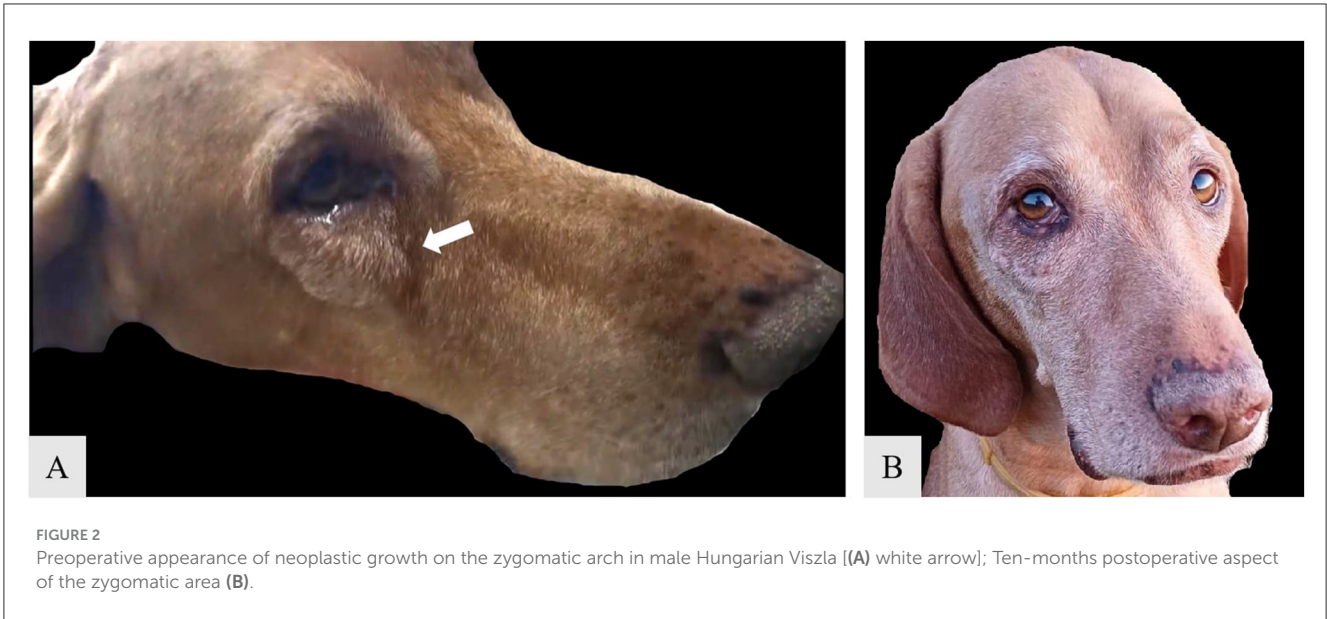 A
B
FIGURE 2
Preoperative appearance of neoplastic growth on the zygomatic arch in male Hungarian Viszla [(A) white arrow]; Ten-months postoperative aspect
of the zygomatic area (B).